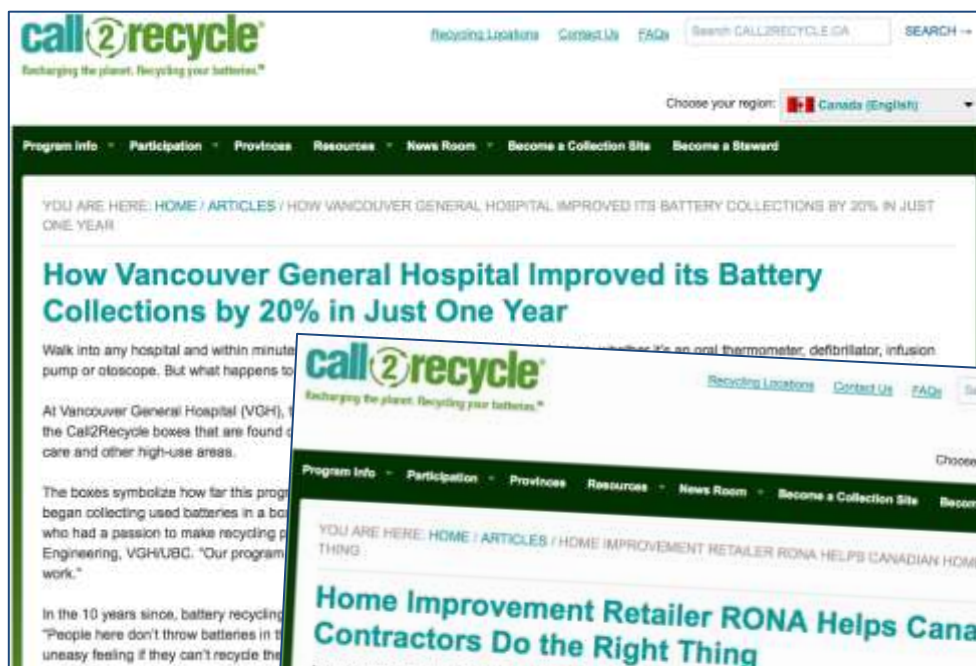 call2recycle®
Recharging the planet. Recycling your batteries.™
Recycling Locations Contact Us FAQs Search CALL2RECYCLE.CA SEARCH →
Choose your region: Canada (English)
Program Info Participation Provinces Resources News Room Become a Collection Site Become a Steward
YOU ARE HERE: HOME / ARTICLES / HOW VANCOUVER GENERAL HOSPITAL IMPROVED ITS BATTERY COLLECTIONS BY 20% IN JUST
ONE YEAR
How Vancouver General Hospital Improved its Battery
Collections by 20% in Just One Year
Walk into any hospital and within minute whether it's an oral thermometer, defibrillator, infusion
pump or otoscope. But what happens to
At Vancouver General Hospital (VGH),
the Call2Recycle boxes that are found
care and other high-use areas.
The boxes symbolize how far this progr
began collecting used batteries in a bo
who had a passion to make recycling p
Engineering, VGH/UBC. "Our program
work."
In the 10 years since, battery recycling
"People here don't throw batteries in t
uneasy feeling if they can't recycle the
call2recycle®
Recharging the planet. Recycling your batteries.™
Recycling Locations Contact Us FAQs
Choose
Program Info Participation Provinces Resources News Room Become a Collection Site Becom
YOU ARE HERE: HOME / ARTICLES / HOME IMPROVEMENT RETAILER RONA HELPS CANADIAN HOME
THING
Home Improvement Retailer RONA Helps Cana
Contractors Do the Right Thing